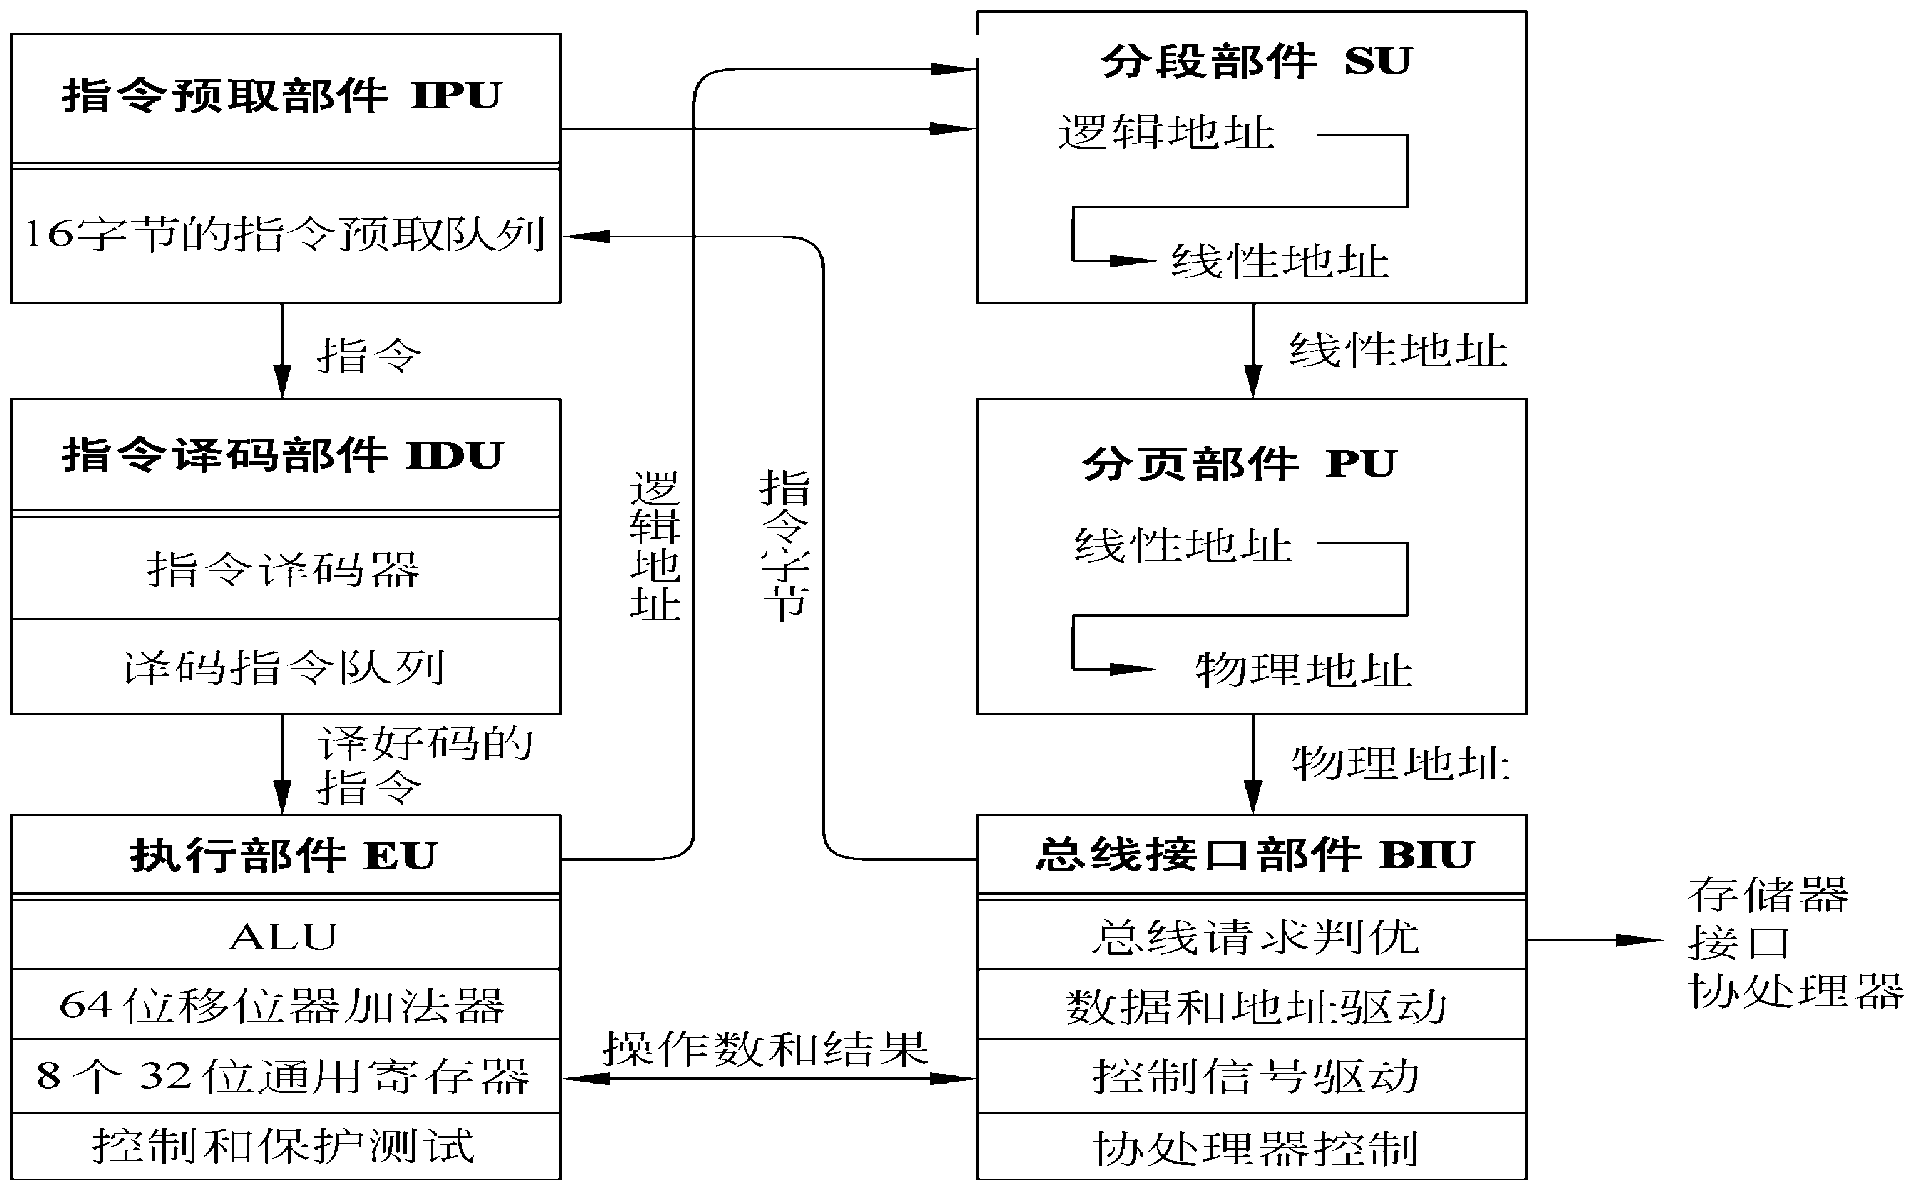 指令预取部件 IPU
16字节的指令预取队列
指令
指令译码部件 IDU
指令译码器
译码指令队列
译好码的
指令
执行部件 EU
ALU
64位移位器加法器
8个32位通用寄存器
控制和保护测试
逻辑地址
指令字节
操作数和结果
分段部件 SU
逻辑地址
线性地址
线性地址
分页部件 PU
线性地址
物理地址
物理地址
总线接口部件 BIU
总线请求判优
数据和地址驱动
控制信号驱动
协处理器控制
存储器
接口
协处理器